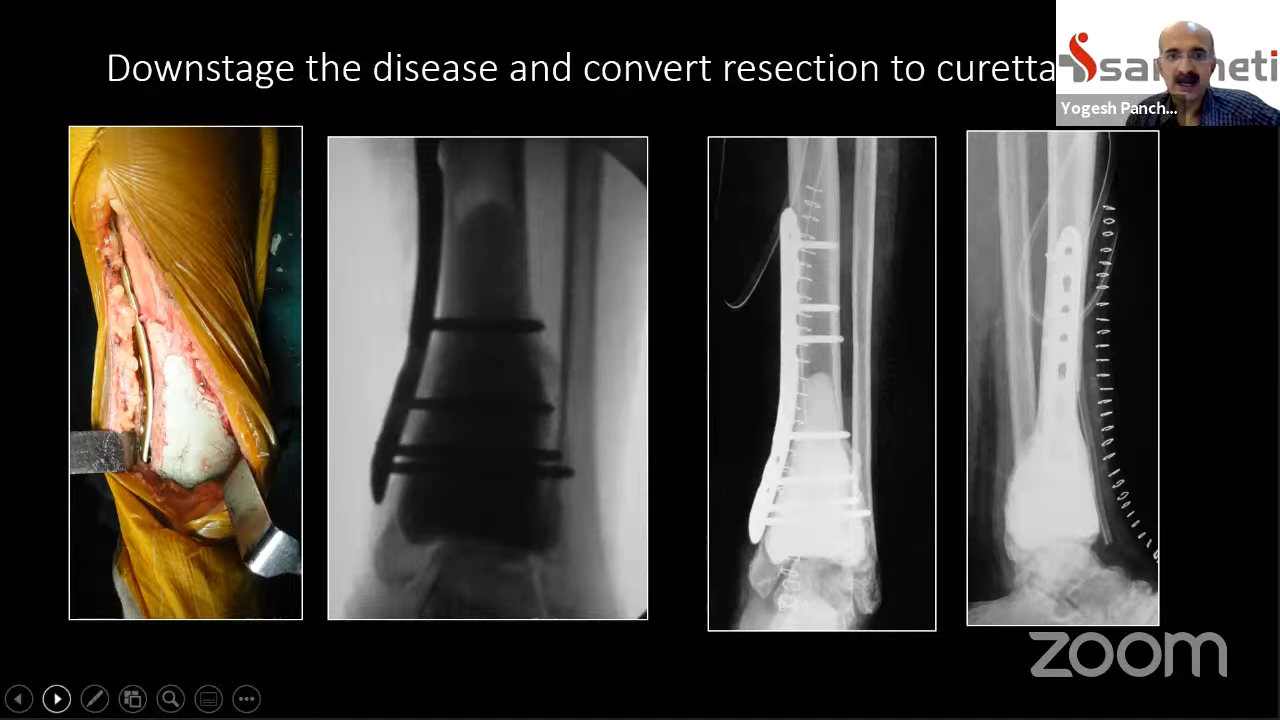 Downstage the disease and convert resection to curetta
Yogesh Panch...
zoom